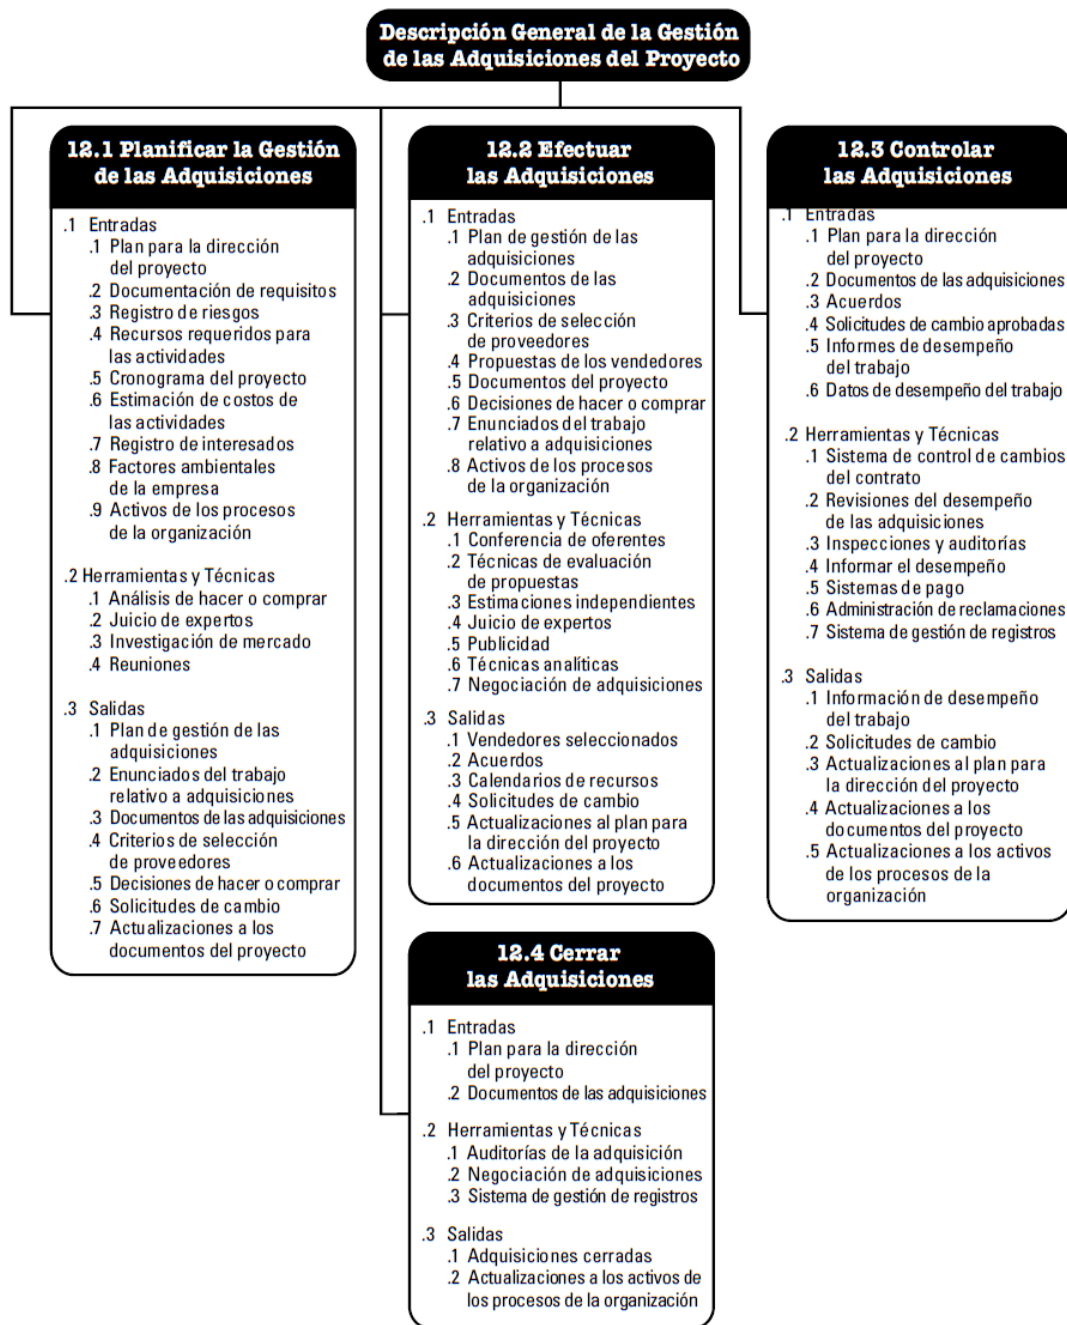 Descripción General de la Gestión
de las Adquisiciones del Proyecto
12.1 Planificar la Gestión
de las Adquisiciones
.1 Entradas
.1 Plan para la dirección
del proyecto
.2 Documentación de requisitos
.3 Registro de riesgos
.4 Recursos requeridos para
las actividades
.5 Cronograma del proyecto
.6 Estimación de costos de
las actividades
.7 Registro de interesados
.8 Factores ambientales
de la empresa
.9 Activos de los procesos
de la organización
.2 Herramientas y Técnicas
.1 Análisis de hacer o comprar
.2 Juicio de expertos
.3 Investigación de mercado
.4 Reuniones
.3 Salidas
.1 Plan de gestión de las
adquisiciones
.2 Enunciados del trabajo
relativo a adquisiciones
.3 Documentos de las adquisiciones
.4 Criterios de selección
de proveedores
.5 Decisiones de hacer o comprar
.6 Solicitudes de cambio
.7 Actualizaciones a los
documentos del proyecto
12.2 Efectuar
las Adquisiciones
.1 Entradas
.1 Plan de gestión de las
adquisiciones
.2 Documentos de las
adquisiciones
.3 Criterios de selección
de proveedores
.4 Propuestas de los vendedores
.5 Documentos del proyecto
.6 Decisiones de hacer o comprar
.7 Enunciados del trabajo
relativo a adquisiciones
.8 Activos de los procesos
de la organización
.2 Herramientas y Técnicas
.1 Conferencia de oferentes
.2 Técnicas de evaluación
de propuestas
.3 Estimaciones independientes
.4 Juicio de expertos
.5 Publicidad
.6 Técnicas analíticas
.7 Negociación de adquisiciones
.3 Salidas
.1 Vendedores seleccionados
.2 Acuerdos
.3 Calendarios de recursos
.4 Solicitudes de cambio
.5 Actualizaciones al plan para
la dirección del proyecto
.6 Actualizaciones a los
documentos del proyecto
12.3 Controlar
las Adquisiciones
.1 Entradas
.1 Plan para la dirección
del proyecto
.2 Documentos de las adquisiciones
.3 Acuerdos
.4 Solicitudes de cambio aprobadas
.5 Informes de desempeño
del trabajo
.6 Datos de desempeño del trabajo
.2 Herramientas y Técnicas
.1 Sistema de control de cambios
del contrato
.2 Revisiones del desempeño
de las adquisiciones
.3 Inspecciones y auditorías
.4 Informar el desempeño
.5 Sistemas de pago
.6 Administración de reclamaciones
.7 Sistema de gestión de registros
.3 Salidas
.1 Información de desempeño
del trabajo
.2 Solicitudes de cambio
.3 Actualizaciones al plan para
la dirección del proyecto
.4 Actualizaciones a los
documentos del proyecto
.5 Actualizaciones a los activos
de los procesos de la
organización
12.4 Cerrar
las Adquisiciones
.1 Entradas
.1 Plan para la dirección
del proyecto
.2 Documentos de las adquisiciones
.2 Herramientas y Técnicas
.1 Auditorías de la adquisición
.2 Negociación de adquisiciones
.3 Sistema de gestión de registros
.3 Salidas
.1 Adquisiciones cerradas
.2 Actualizaciones a los activos de
los procesos de la organización